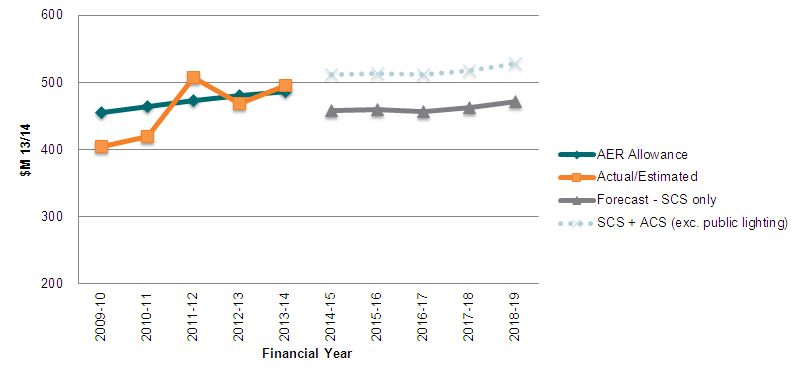 600
500
400
300
200
$M 13/14
2009-10
2010-11
2011-12
2012-13
2013-14
2014-15
2015-16
2016-17
2017-18
2018-19
Financial Year
AER Allowance
Actual/Estimated
Forecast - SCS only
SCS + ACS (exc. public lighting)